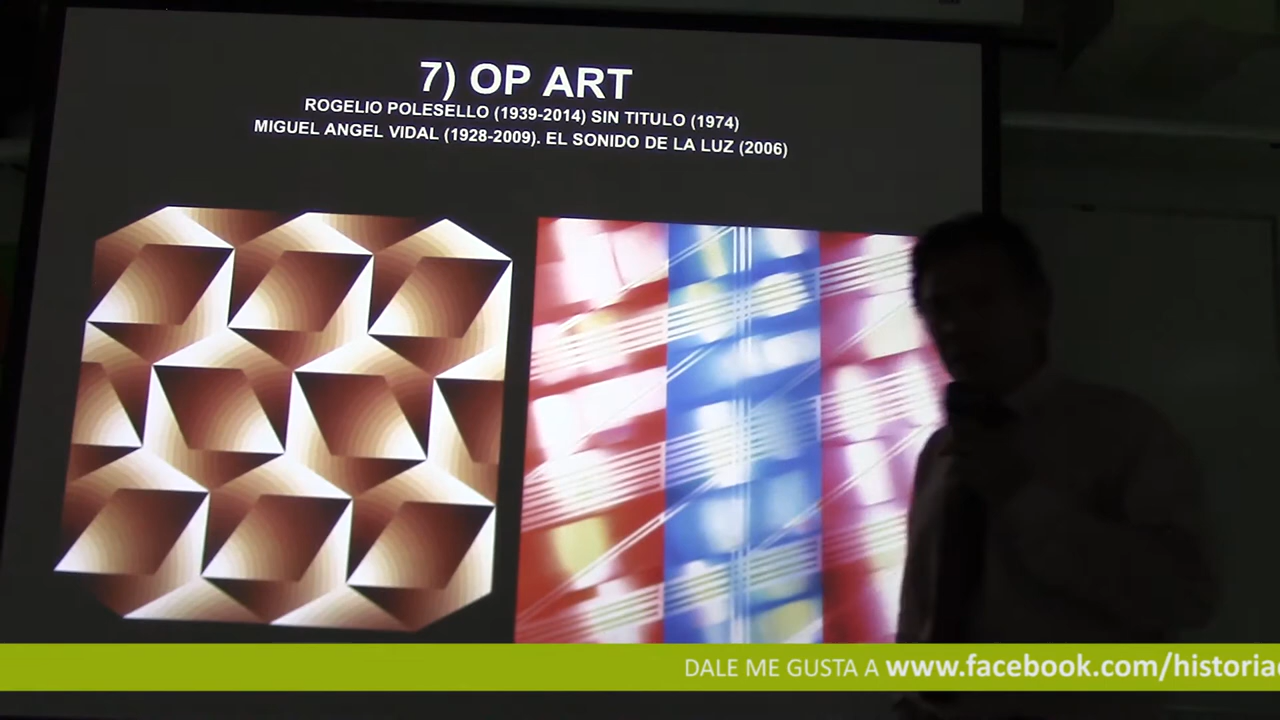 7) OP ART
ROGELIO POLESELLO (1939-2014) SIN TITULO (1974)
MIGUEL ANGEL VIDAL (1928-2009). EL SONIDO DE LA LUZ (2006)
DALE ME GUSTA A www.facebook.com/historia